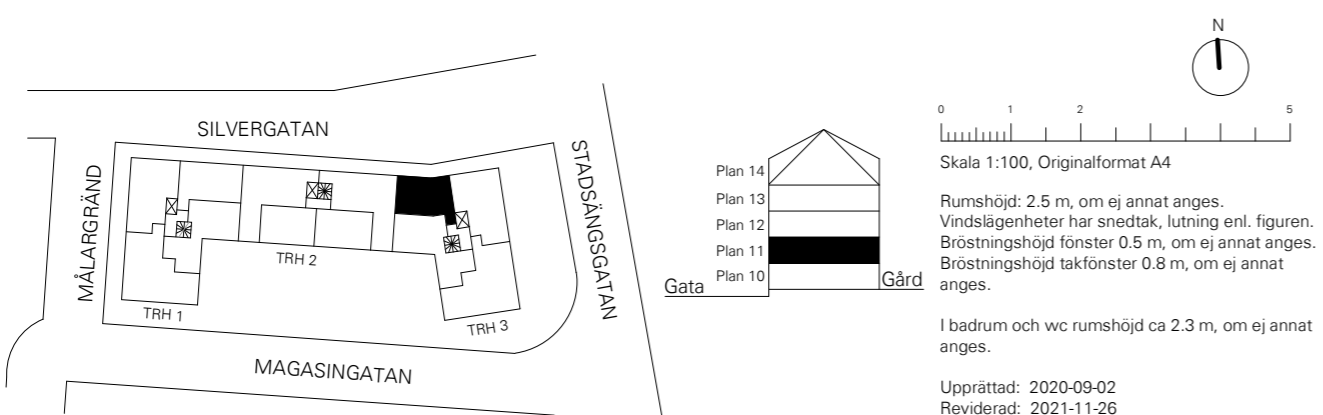 SILVERGATAN
MÅLARGRÄND
STADSÄNGSGATAN
TRH 2
TRH 1
TRH 3
MAGASINGATAN
Plan 14
Plan 13
Plan 12
Plan 11
Plan 10
Gata
Gård
N
0 1 2 5
Skala 1:100, Originalformat A4
Rumshöjd: 2.5 m, om ej annat anges.
Vindslägenheter har snedtak, lutning enl. figuren.
Bröstningshöjd fönster 0.5 m, om ej annat anges.
Bröstningshöjd takfönster 0.8 m, om ej annat
anges.
I badrum och wc rumshöjd ca 2.3 m, om ej annat
anges.
Upprättad: 2020-09-02
Reviderad: 2021-11-26